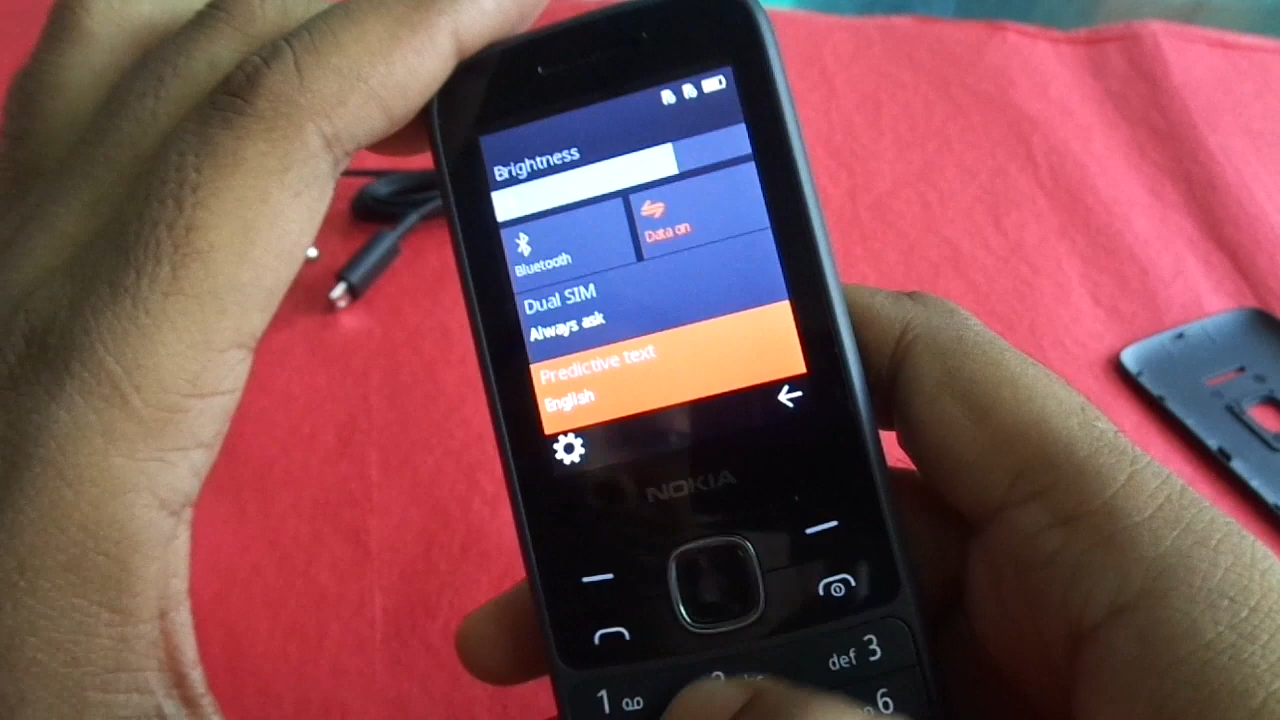 Brightness
Bluetooth
Data on
Dual SIM
Always ask
Predictive text
English
NOKIA
def 3
1
6